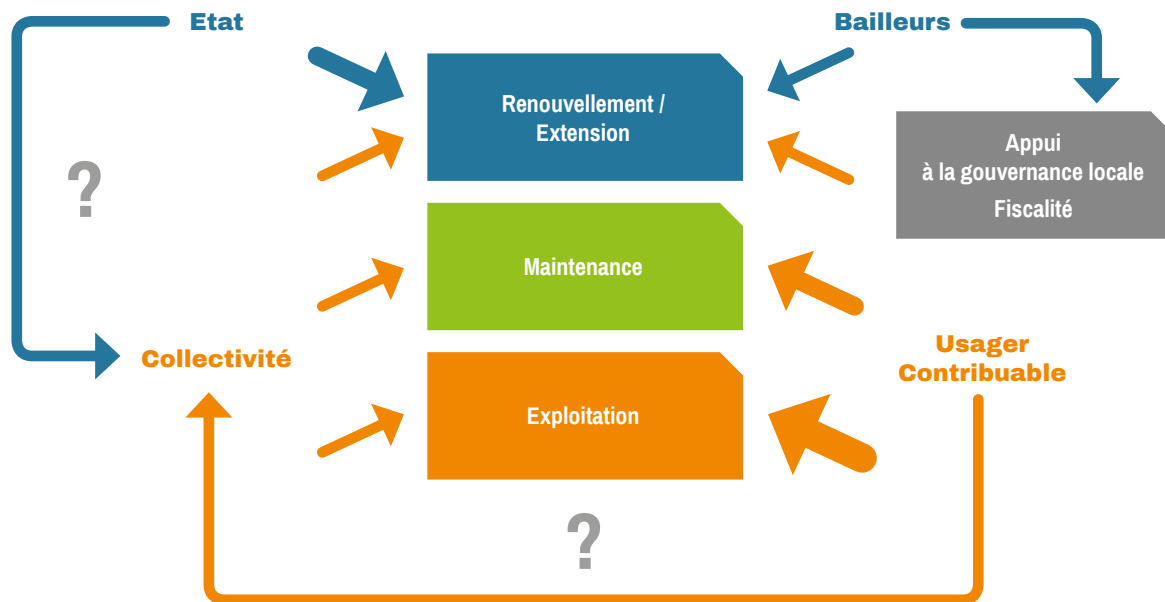 Etat
Bailleurs
Renouvellement /
Extension
Appui
à la gouvernance locale
Fiscalité
?
Maintenance
Collectivité
Usager
Contribuable
Exploitation
?